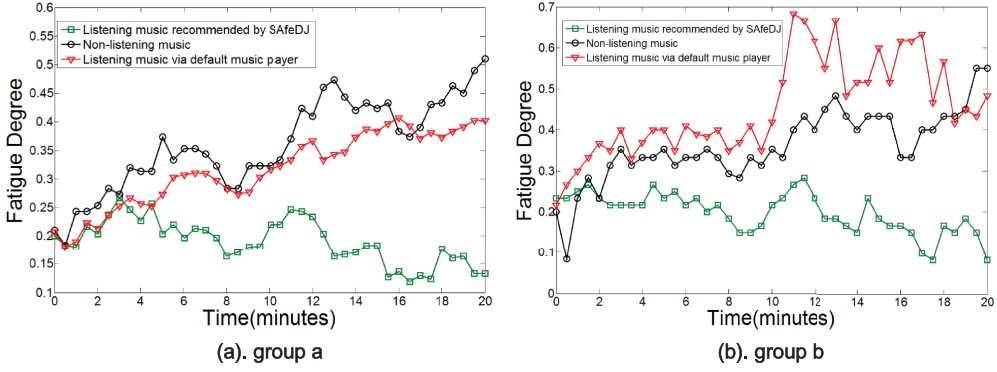 0.6
0.55
0.5
0.45
0.4
0.35
0.3
0.25
0.2
0.15
0.1
Fatigue Degree
Listening music recommended by SAfeDJ
Non-listening music
Listening music via default music player
0 2 4 6 8 10 12 14 16 18 20
Time(minutes)
(a). group a
0.7
0.6
0.5
0.4
0.3
0.2
0.1
0
Fatigue Degree
Listening music recommended by SAfeDJ
Non-listening music
Listening music via default music player
0 2 4 6 8 10 12 14 16 18 20
Time(minutes)
(b). group b